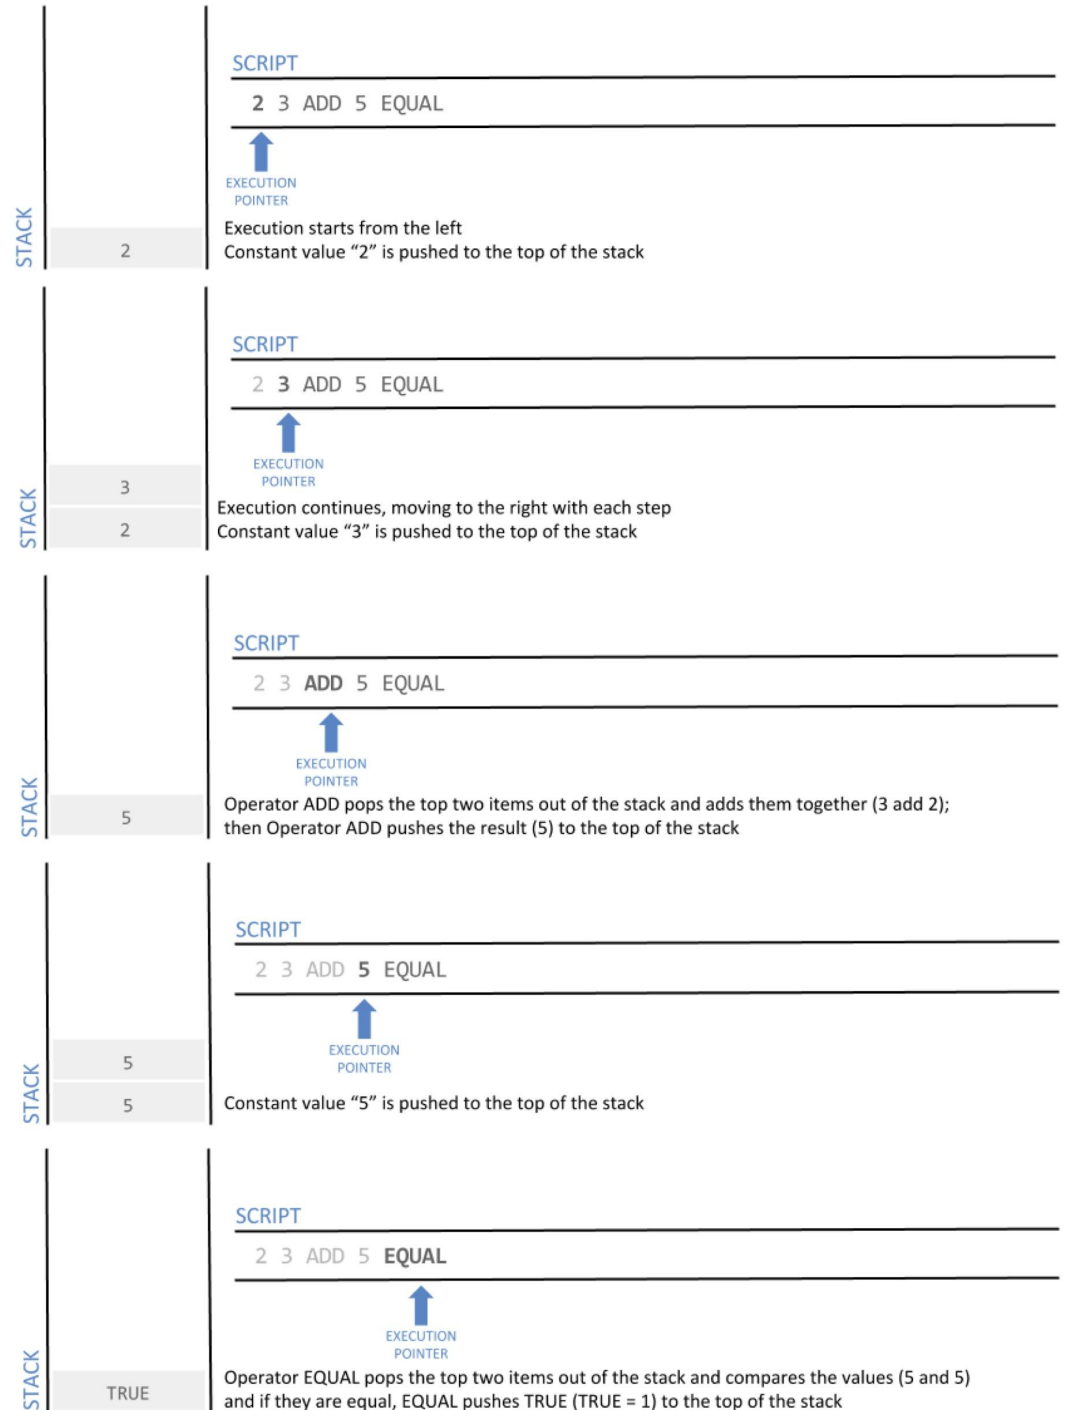 SCRIPT
2 3 ADD 5 EQUAL
EXECUTION
POINTER
STACK
2
Execution starts from the left
Constant value “2” is pushed to the top of the stack
SCRIPT
2 3 ADD 5 EQUAL
EXECUTION
POINTER
STACK
3
2
Execution continues, moving to the right with each step
Constant value “3” is pushed to the top of the stack
SCRIPT
2 3 ADD 5 EQUAL
EXECUTION
POINTER
STACK
5
Operator ADD pops the top two items out of the stack and adds them together (3 add 2);
then Operator ADD pushes the result (5) to the top of the stack
SCRIPT
2 3 ADD 5 EQUAL
EXECUTION
POINTER
STACK
5
5
Constant value “5” is pushed to the top of the stack
SCRIPT
2 3 ADD 5 EQUAL
EXECUTION
POINTER
STACK
TRUE
Operator EQUAL pops the top two items out of the stack and compares the values (5 and 5)
and if they are equal, EQUAL pushes TRUE (TRUE = 1) to the top of the stack